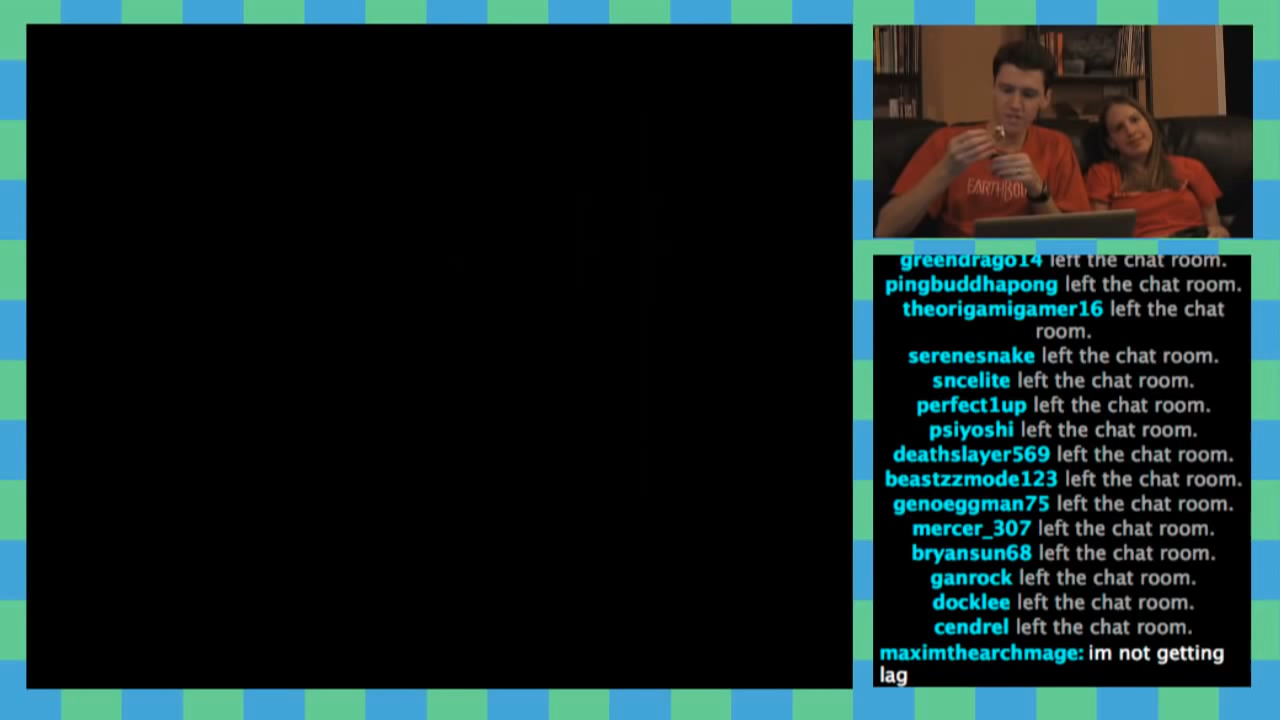 EARTHBOU
greendrago14 left the chat room.
pingbuddhapong left the chat room.
theorigamigamer16 left the chat
room.
serenesnake left the chat room.
sncelite left the chat room.
perfect1up left the chat room.
psiyoshi left the chat room.
deathslayer569 left the chat room.
beastzzmode123 left the chat room.
genoeggman75 left the chat room.
mercer_307 left the chat room.
bryansun68 left the chat room.
ganrock left the chat room.
docklee left the chat room.
cendrel left the chat room.
maximthearchmage: im not getting
lag